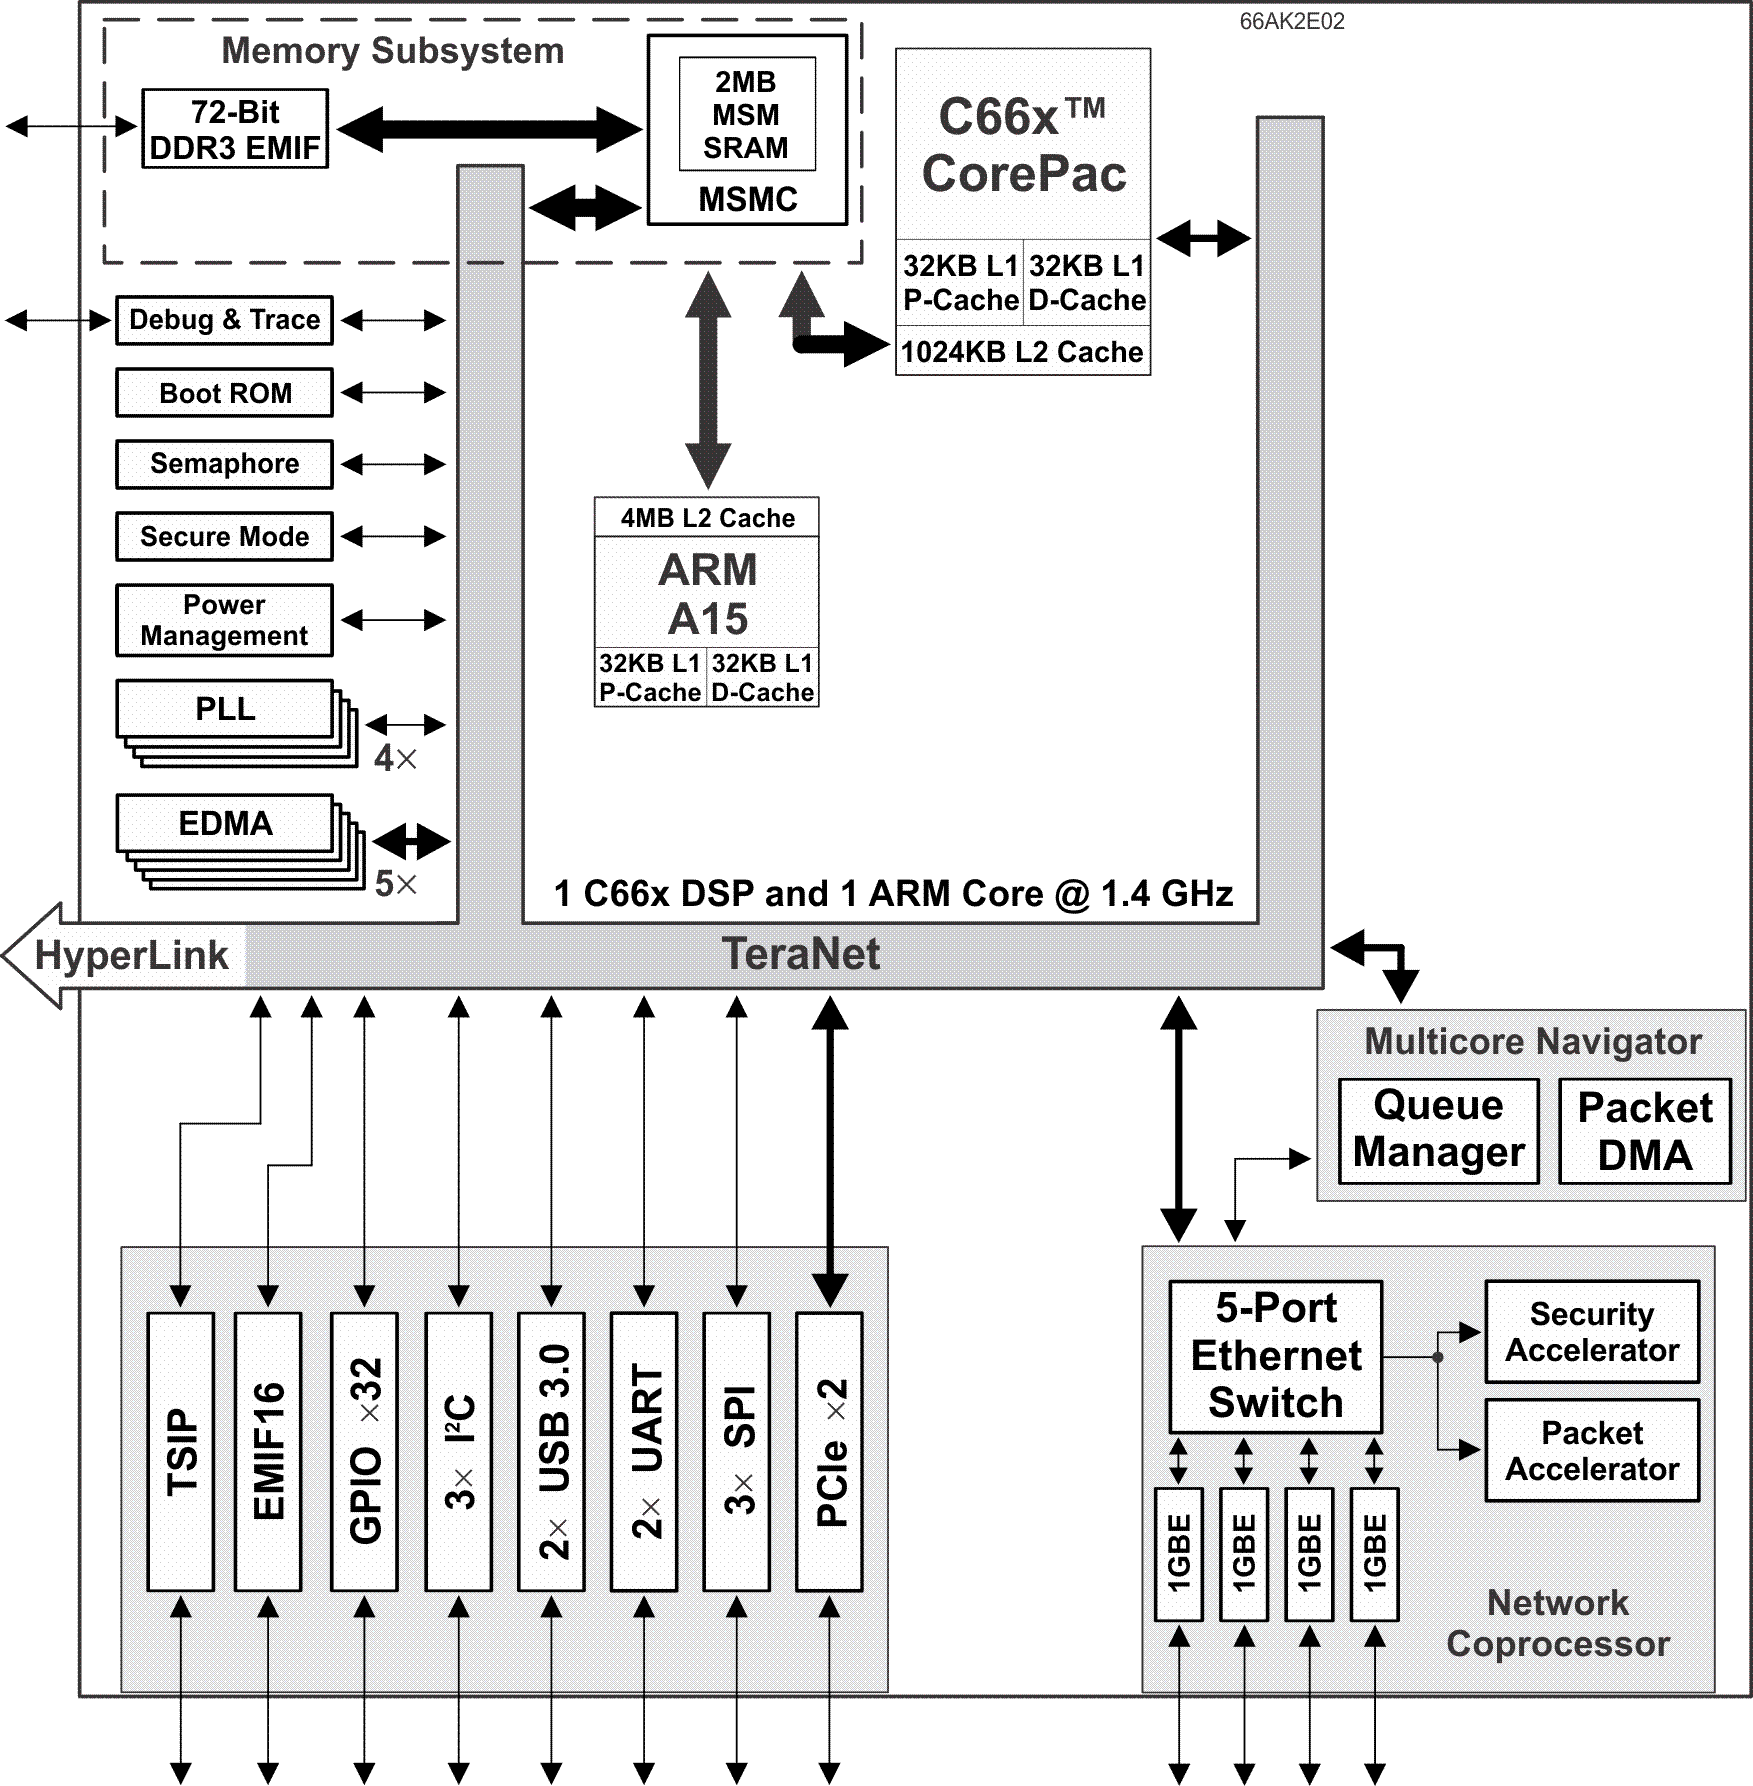 66AK2E02
Memory Subsystem
72-Bit
DDR3 EMIF
2MB
MSM
SRAM
MSMC
C66x™
CorePac
32KB L1
P-Cache
32KB L1
D-Cache
1024KB L2 Cache
Debug & Trace
Boot ROM
Semaphore
Secure Mode
Power
Management
PLL
4×
EDMA
5×
4MB L2 Cache
ARM
A15
32KB L1
P-Cache
32KB L1
D-Cache
1 C66x DSP and 1 ARM Core @ 1.4 GHz
HyperLink
TeraNet
Multicore Navigator
Queue
Manager
Packet
DMA
TSIP
EMIF16
GPIO ×32
3× I²C
2× USB 3.0
2× UART
3× SPI
PCIe ×2
5-Port
Ethernet
Switch
Security
Accelerator
Packet
Accelerator
1GBE
1GBE
1GBE
1GBE
Network
Coprocessor